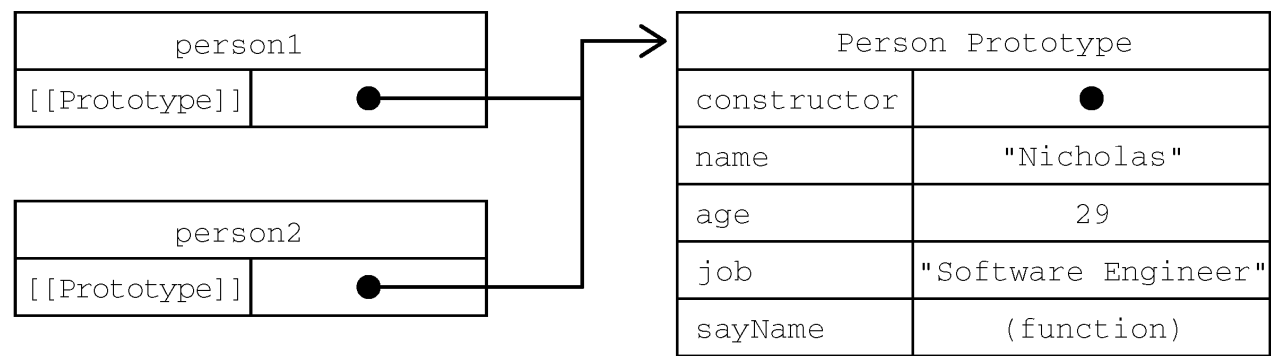 person1
[[Prototype]]
person2
[[Prototype]]
Person Prototype
constructor
name "Nicholas"
age 29
job "Software Engineer"
sayName (function)